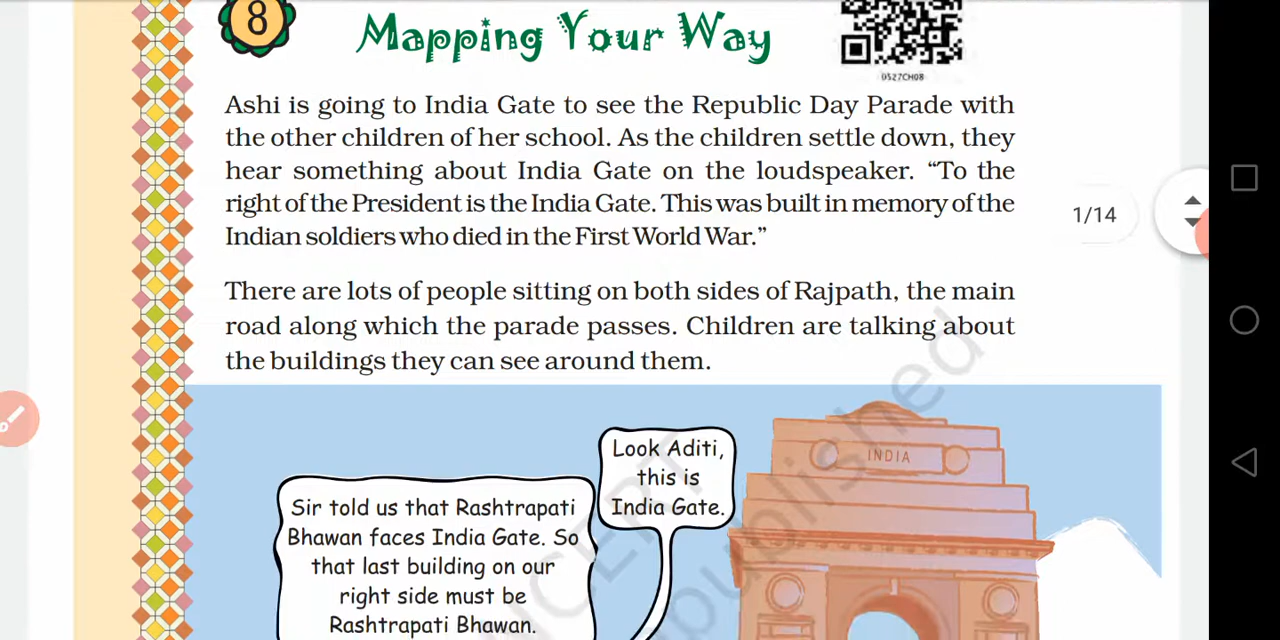 8
Mapping Your Way
0527CH08
Ashi is going to India Gate to see the Republic Day Parade with
the other children of her school. As the children settle down, they
hear something about India Gate on the loudspeaker. “To the
right of the President is the India Gate. This was built in memory of the
Indian soldiers who died in the First World War.”
1/14
There are lots of people sitting on both sides of Rajpath, the main
road along which the parade passes. Children are talking about
the buildings they can see around them.
Look Aditi,
this is
India Gate.
INDIA
Sir told us that Rashtrapati
Bhawan faces India Gate. So
that last building on our
right side must be
Rashtrapati Bhawan.
NCERT
republished